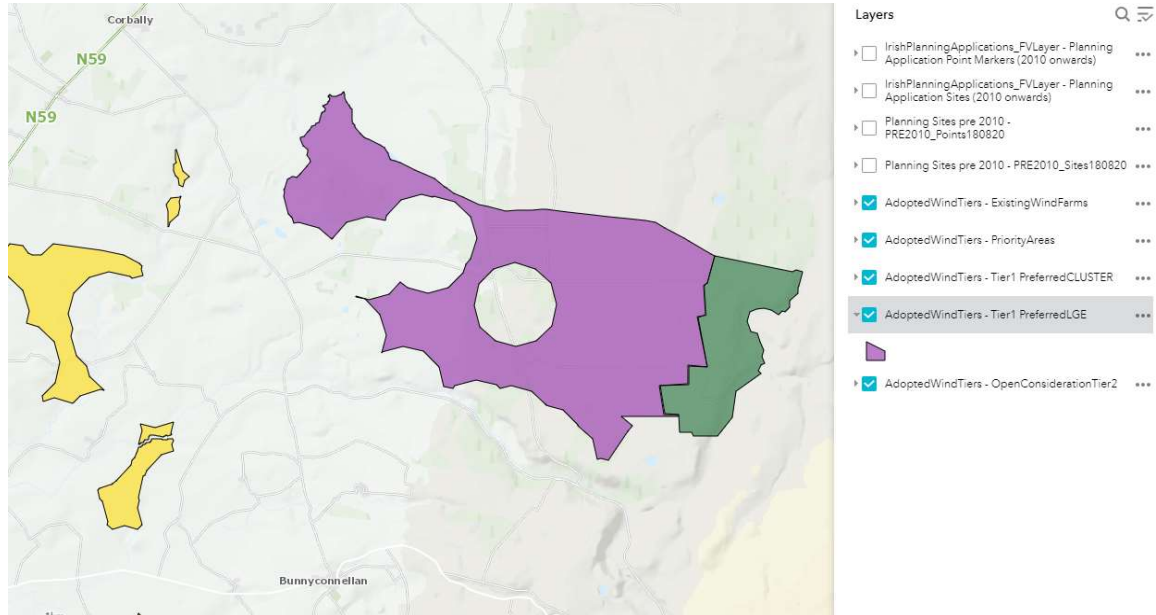 Corbally
N59
N59
Bunnyconnellan
Layers
IrishPlanningApplications_FVLayer - Planning
Application Point Markers (2010 onwards)
IrishPlanningApplications_FVLayer - Planning
Application Sites (2010 onwards)
Planning Sites pre 2010 -
PRE2010_Points180820
Planning Sites pre 2010 - PRE2010_Sites180820
AdoptedWindTiers - ExistingWindFarms
AdoptedWindTiers - PriorityAreas
AdoptedWindTiers - Tier1 PreferredCLUSTER
AdoptedWindTiers - Tier1 PreferredLGE
AdoptedWindTiers - OpenConsiderationTier2